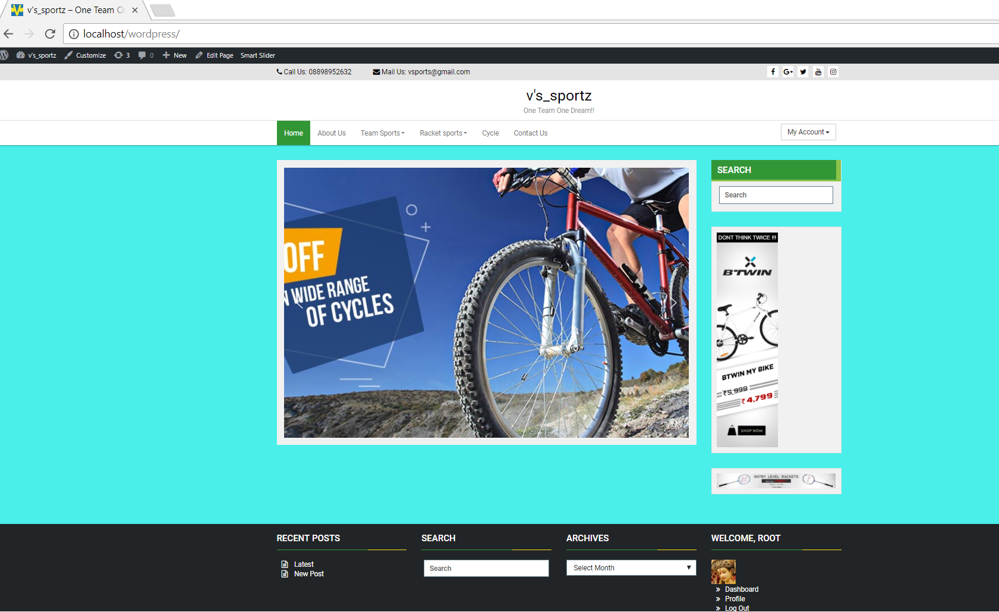 v's_sportz – One Team O
localhost/wordpress/
v's_sportz Customize 3 0 New Edit Page Smart Slider
Call Us: 08898952632 Mail Us: vsports@gmail.com
v's_sportz
One Team One Dream!!
Home About Us Team Sports Racket sports Cycle Contact Us My Account
OFF
WIDE RANGE
OF CYCLES
SEARCH
Search
DONT THINK TWICE !!!
B'TWIN
BTWIN MY BIKE
₹5,999
₹4,799
SHOP NOW
ENTRY LEVEL RACKETS
RECENT POSTS
Latest
New Post
SEARCH
Search
ARCHIVES
Select Month
WELCOME, ROOT
Dashboard
Profile
Log Out